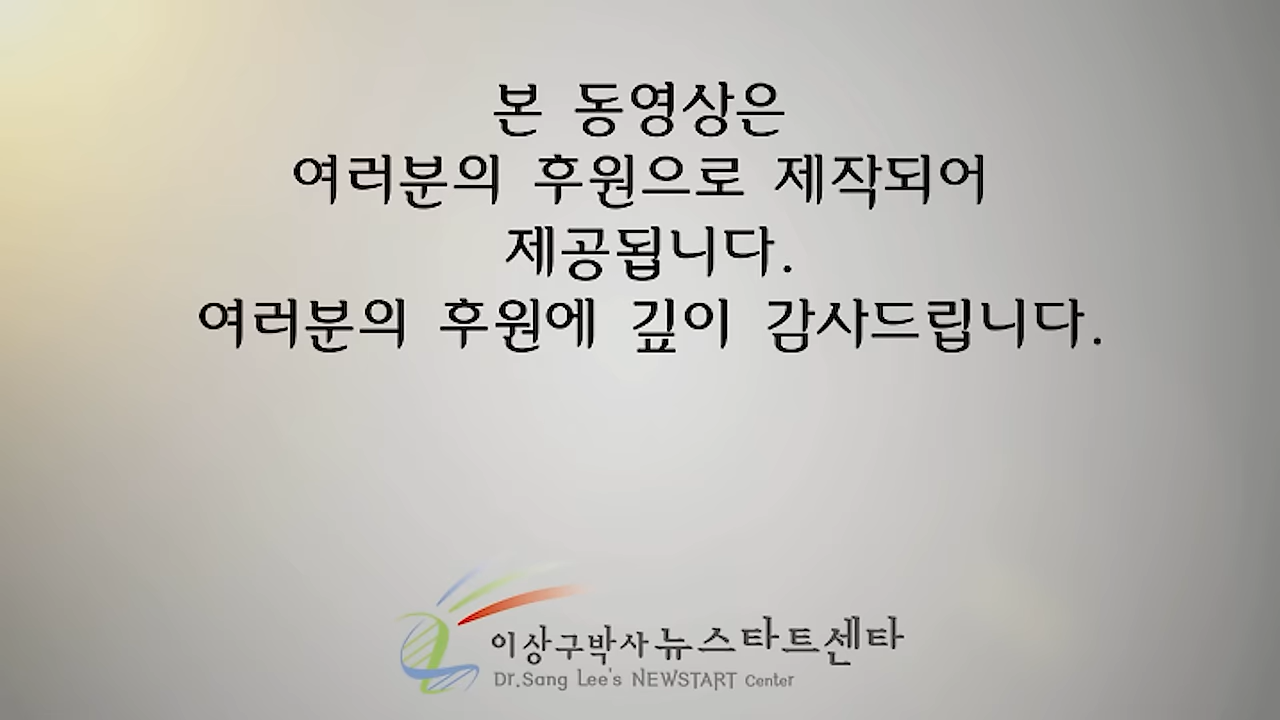 본 동영상은
여러분의 후원으로 제작되어
제공됩니다.
여러분의 후원에 깊이 감사드립니다.
이상구박사 뉴스타트센타
Dr.Sang Lee's NEWSTART Center